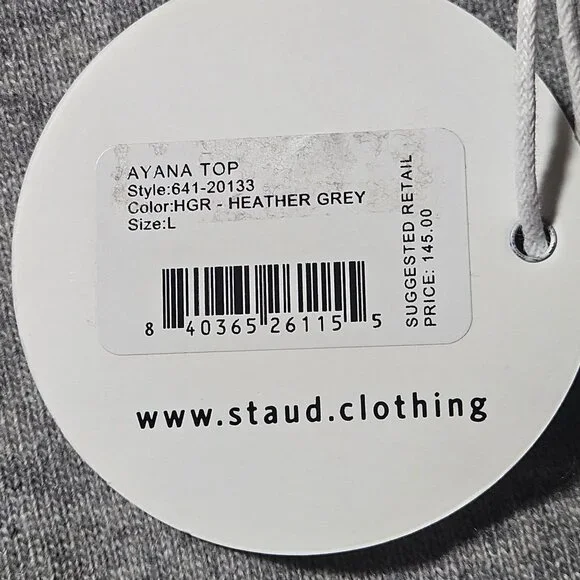 AYANA TOP
Style:641-20133
Color:HGR - HEATHER GREY
Size:L
8 40365 26115 5
SUGGESTED RETAIL
PRICE: 145.00
www.staud.clothing